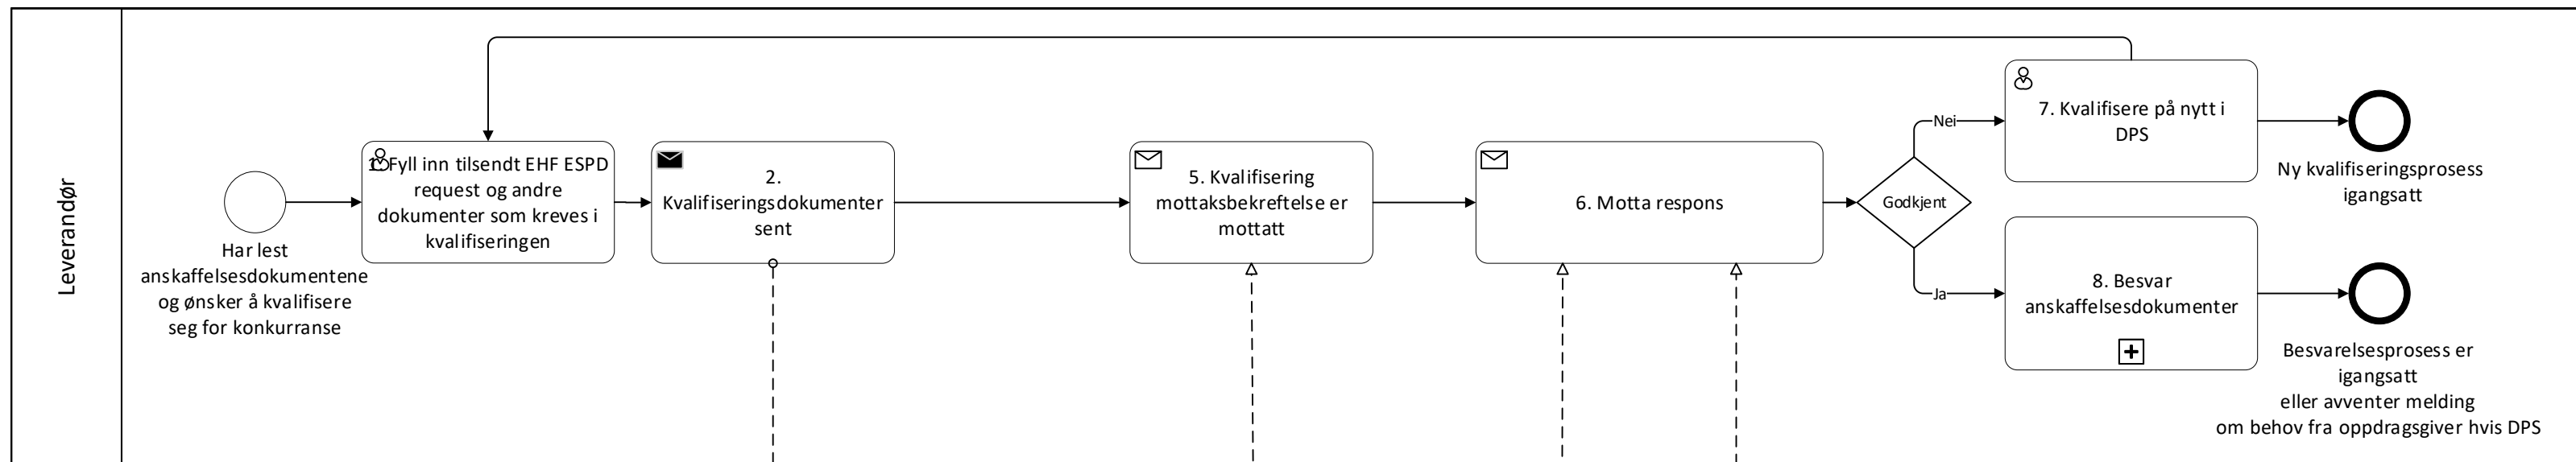 Leverandør
Har lest
anskaffelsesdokumentene
og ønsker å kvalifisere
seg for konkurranse
1. Fyll inn tilsendt EHF ESPD
request og andre
dokumenter som kreves i
kvalifiseringen
2.
Kvalifiseringsdokumenter
sent
5. Kvalifisering
mottaksbekreftelse er
mottatt
6. Motta respons
Godkjent
Nei
Ja
7. Kvalifisere på nytt i
DPS
Ny kvalifiseringsprosess
igangsatt
8. Besvar
anskaffelsesdokumenter
Besvarelsesprosess er
igangsatt
eller avventer melding
om behov fra oppdragsgiver hvis DPS